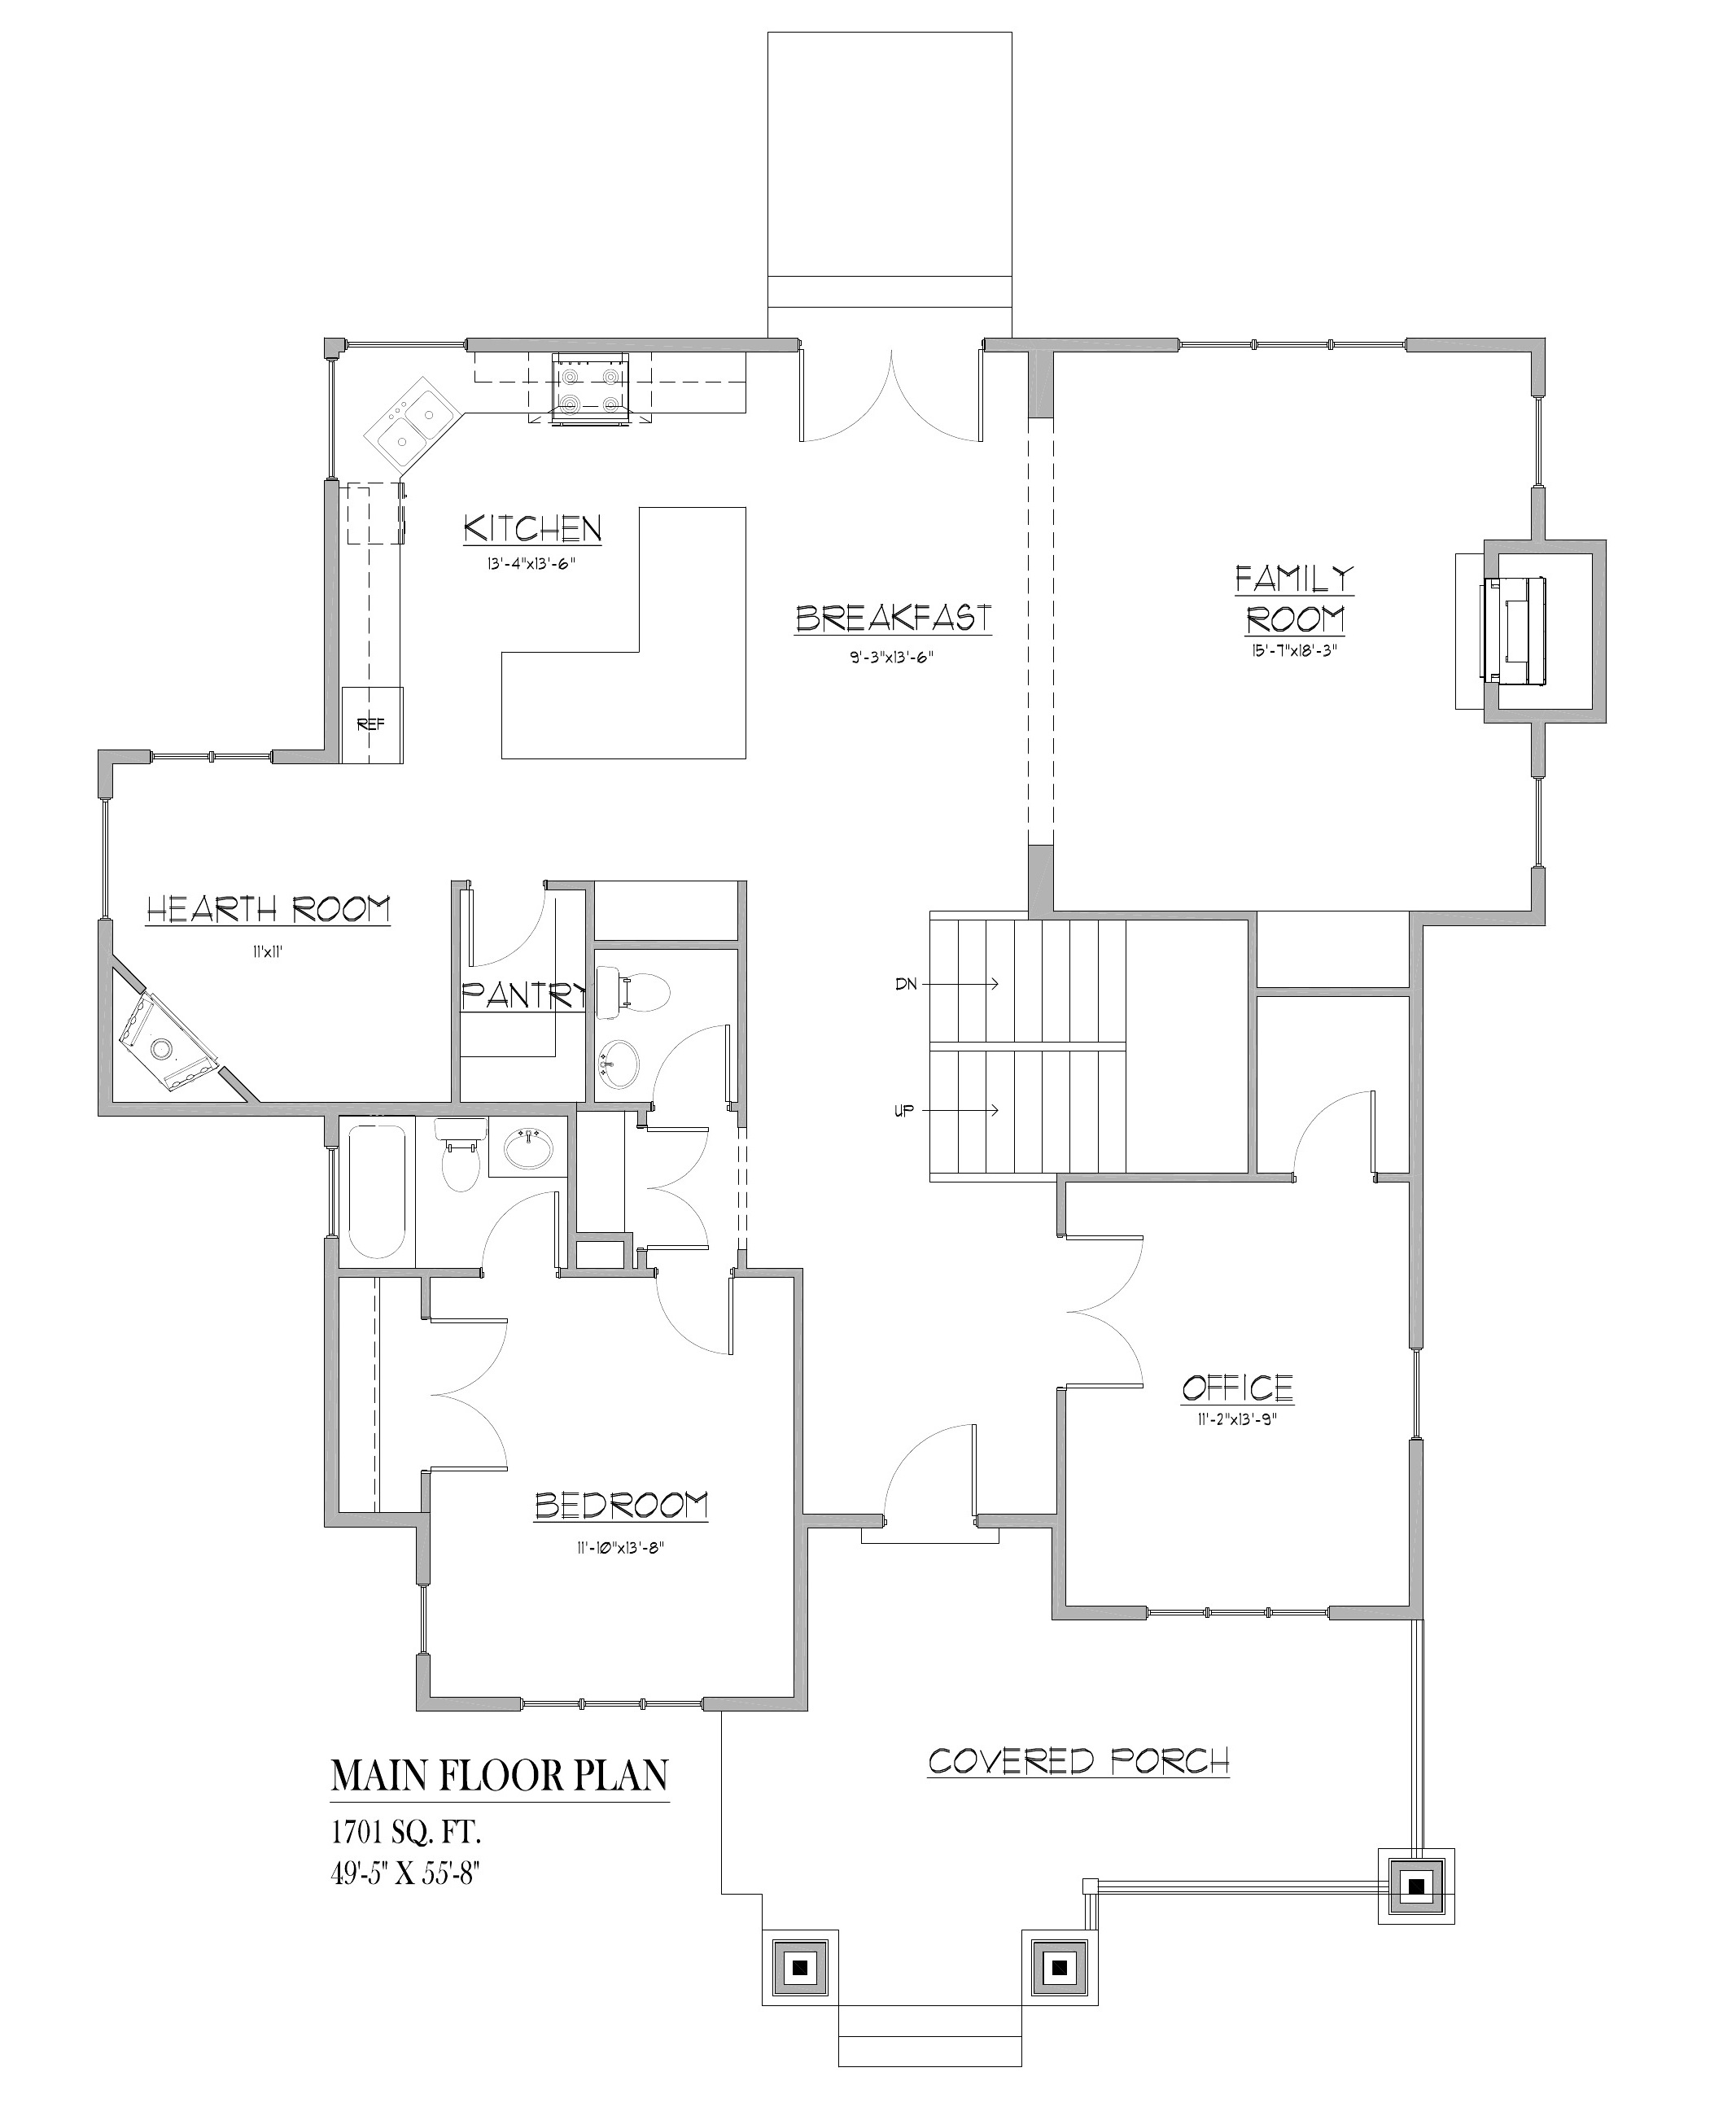 KITCHEN
13'-4"x13'-6"
BREAKFAST
9'-3"x13'-6"
FAMILY
ROOM
15'-7"x18'-3"
REF
HEARTH ROOM
11'x11'
PANTRY
DN
UP
OFFICE
11'-2"x13'-9"
BEDROOM
11'-10"x13'-8"
COVERED PORCH
MAIN FLOOR PLAN
1701 SQ. FT.
49'-5" X 55'-8"